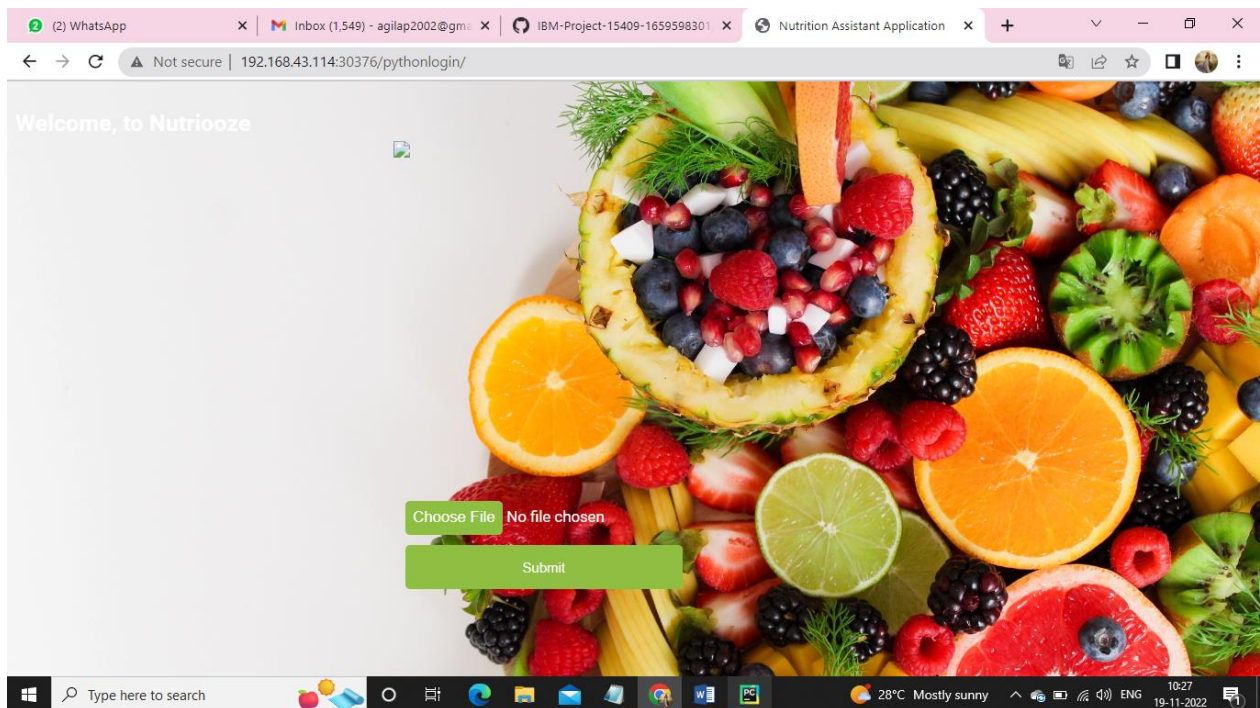 (2) WhatsApp
Inbox (1,549) - agilap2002@gma
IBM-Project-15409-1659598301
Nutrition Assistant Application
Not secure | 192.168.43.114:30376/pythonlogin/
Welcome, to Nutriooze
Choose File No file chosen
Submit
Type here to search
28°C Mostly sunny
ENG
10:27
19-11-2022